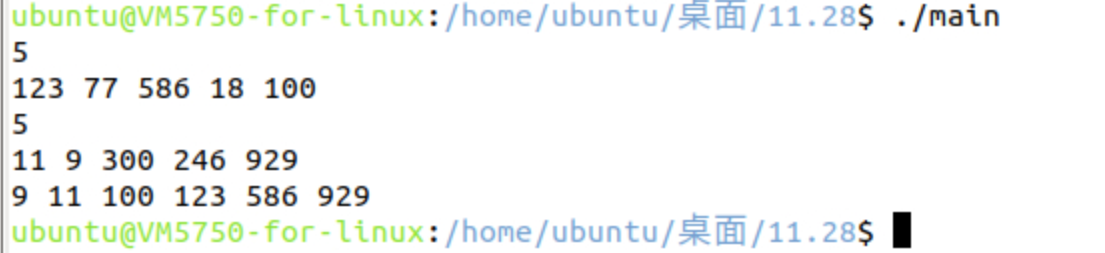 ubuntu@VM5750-for-linux:/home/ubuntu/桌面/11.28$ ./main
5
123 77 586 18 100
5
11 9 300 246 929
9 11 100 123 586 929
ubuntu@VM5750-for-linux:/home/ubuntu/桌面/11.28$